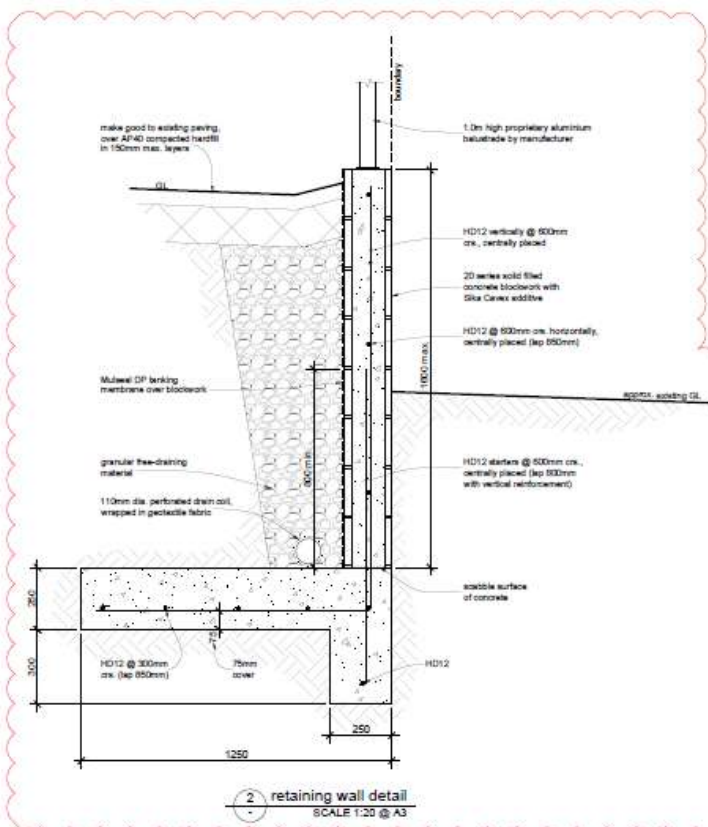 boundary
make good to existing paving,
over AP40 compacted hardfill
in 150mm max. layers
1.0m high proprietary aluminium
balustrade by manufacturer
GL
HD12 vertically @ 600mm
crs., centrally placed
20 series solid filled
concrete blockwork with
Sika Cavex additive
HD12 @ 600mm crs. horizontally,
centrally placed (lap 650mm)
1600 max.
Mulseal DP tanking
membrane over blockwork
approx. existing GL
800 min
granular free-draining
material
HD12 starters @ 600mm crs.,
centrally placed (lap 800mm
with vertical reinforcement)
110mm dia. perforated drain coil,
wrapped in geotextile fabric
scabble surface
of concrete
250
75
300
HD12 @ 300mm
crs. (lap 650mm)
75mm
cover
HD12
250
1250
2
-
retaining wall detail
SCALE 1:20 @ A3